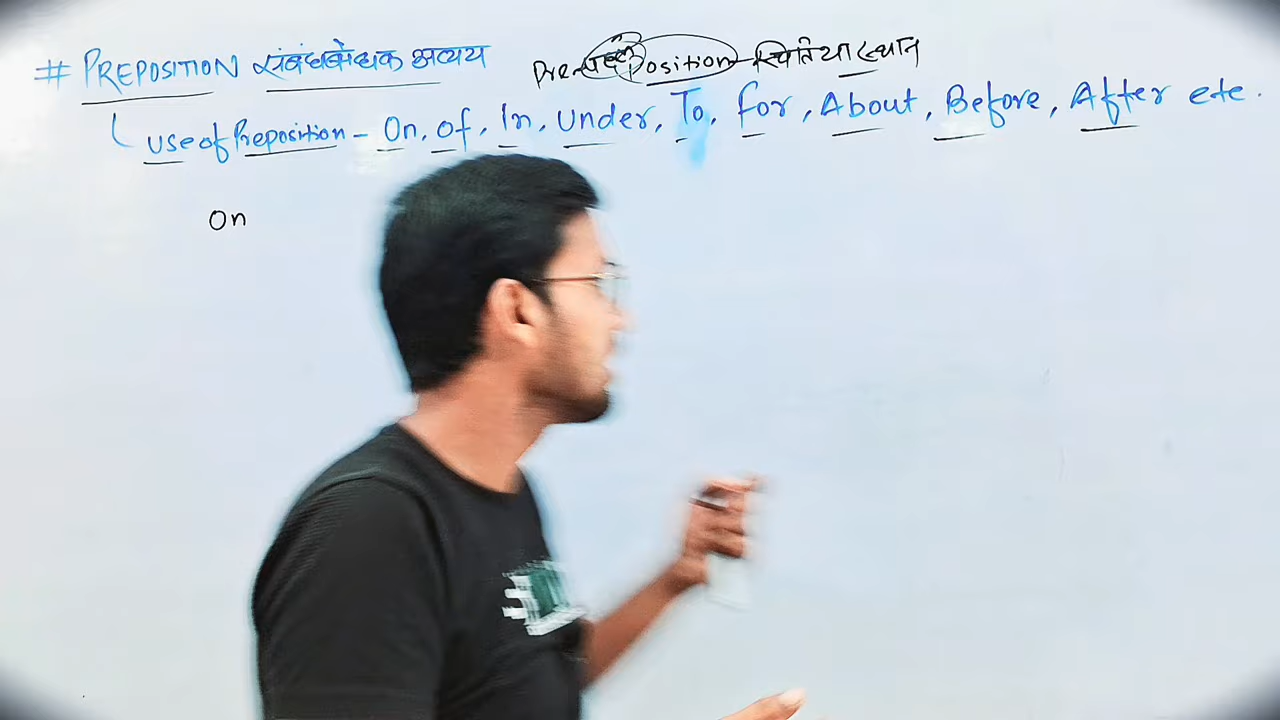 # PREPOSITION संबंधबोधक अव्यय Pre-पहले Position-स्थिति या स्थान
use of Preposition - On, of, In, Under, To, for, About, Before, After etc.
On